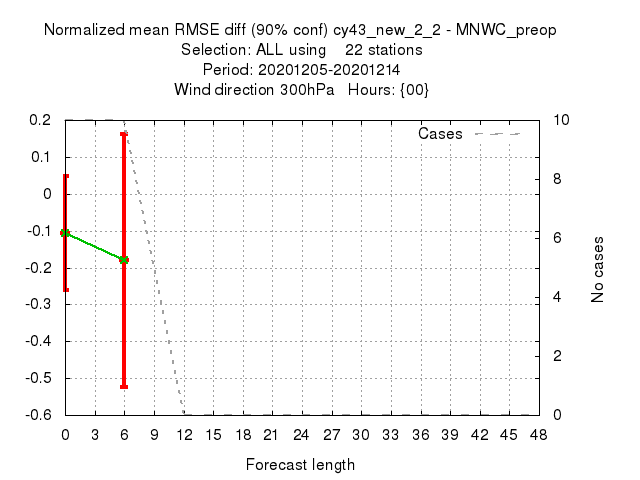 Normalized mean RMSE diff (90% conf) cy43_new_2_2 - MNWC_preop
Selection: ALL using 22 stations
Period: 20201205-20201214
Wind direction 300hPa Hours: {00}
Cases
0.2
0.1
0
-0.1
-0.2
-0.3
-0.4
-0.5
-0.6
10
8
6
4
2
0
No cases
0 3 6 9 12 15 18 21 24 27 30 33 36 39 42 45 48
Forecast length